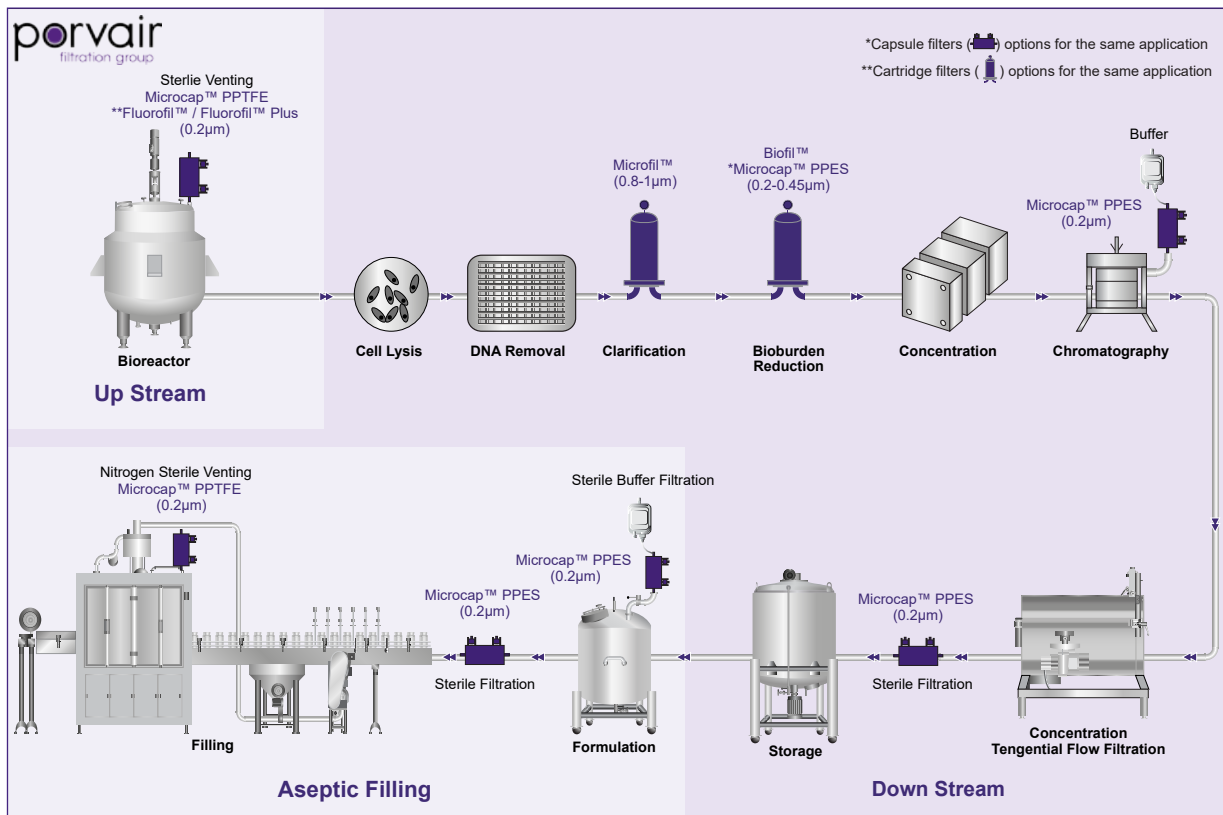 porvair
filtration group
*Capsule filters ( ) options for the same application
**Cartridge filters ( ) options for the same application
Sterlie Venting
Microcap™ PPTFE
**Fluorofil™ / Fluorofil™ Plus
(0.2µm)
Microfil™
(0.8-1µm)
Biofil™
*Microcap™ PPES
(0.2-0.45µm)
Buffer
Microcap™ PPES
(0.2µm)
Bioreactor
Cell Lysis
DNA Removal
Clarification
Bioburden
Reduction
Concentration
Chromatography
Up Stream
Nitrogen Sterile Venting
Microcap™ PPTFE
(0.2µm)
Sterile Buffer Filtration
Microcap™ PPES
(0.2µm)
Microcap™ PPES
(0.2µm)
Sterile Filtration
Microcap™ PPES
(0.2µm)
Sterile Filtration
Filling
Formulation
Storage
Concentration
Tengential Flow Filtration
Aseptic Filling
Down Stream